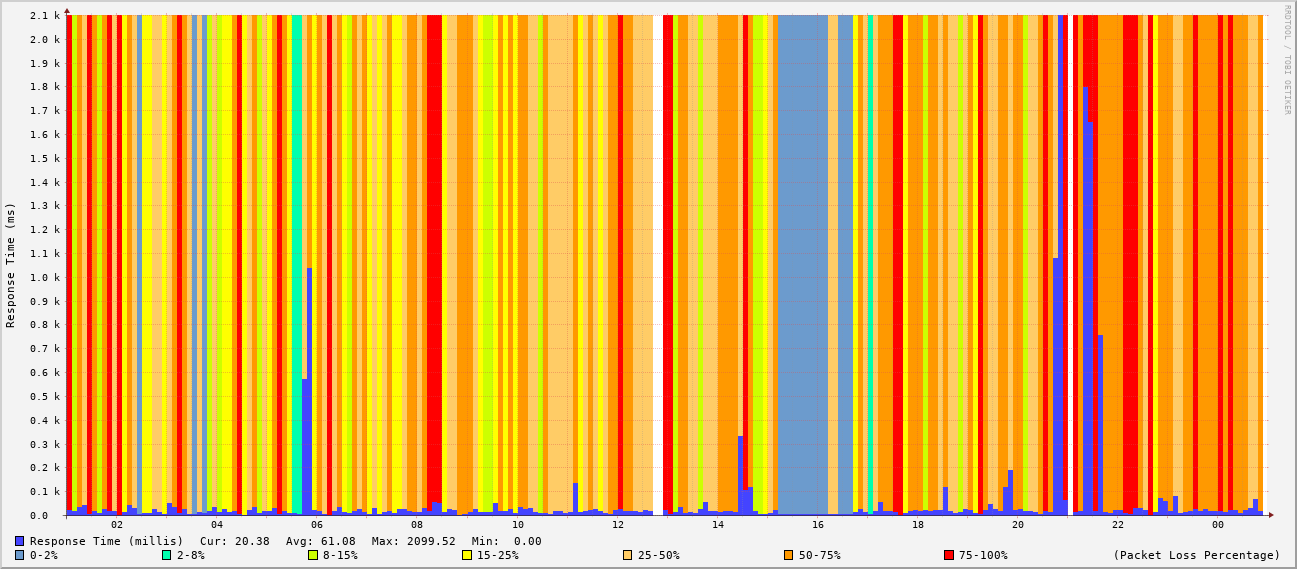 2.1 k
2.0 k
1.9 k
1.8 k
1.7 k
1.6 k
1.5 k
1.4 k
1.3 k
1.2 k
1.1 k
1.0 k
0.9 k
0.8 k
0.7 k
0.6 k
0.5 k
0.4 k
0.3 k
0.2 k
0.1 k
0.0
Response Time (ms)
RRDTOOL / TOBI OETIKER
02 04 06 08 10 12 14 16 18 20 22 00
Response Time (millis) Cur: 20.38 Avg: 61.08 Max: 2099.52 Min: 0.00
0-2% 2-8% 8-15% 15-25% 25-50% 50-75% 75-100% (Packet Loss Percentage)